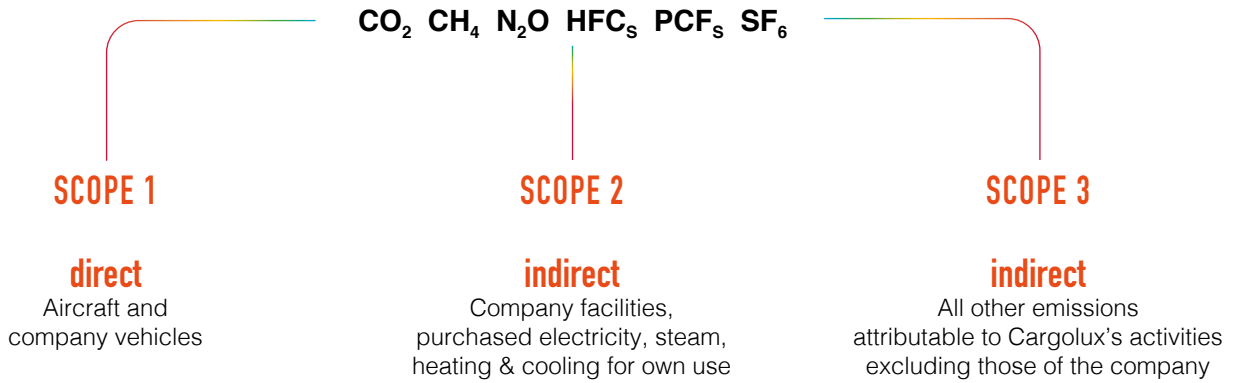 CO₂ CH₄ N₂O HFCs PCFs SF₆
SCOPE 1
direct
Aircraft and
company vehicles
SCOPE 2
indirect
Company facilities,
purchased electricity, steam,
heating & cooling for own use
SCOPE 3
indirect
All other emissions
attributable to Cargolux's activities
excluding those of the company